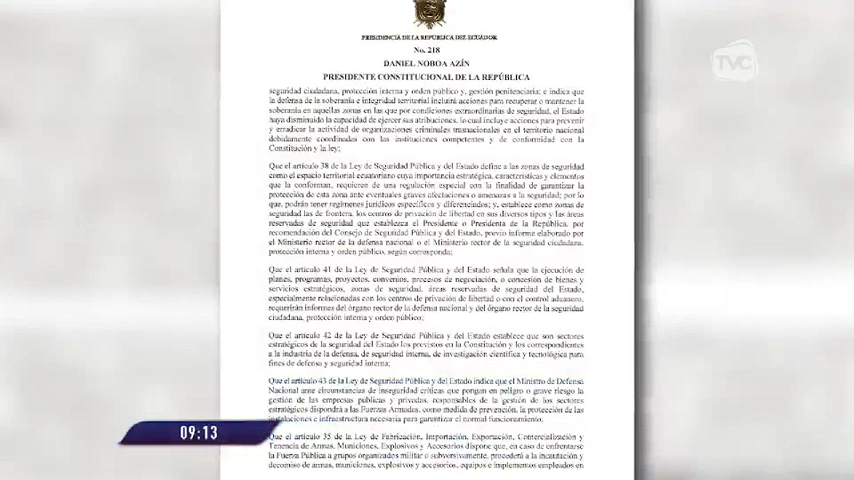 PRESIDENCIA DE LA REPÚBLICA DEL ECUADOR
No. 218
DANIEL NOBOA AZÍN
PRESIDENTE CONSTITUCIONAL DE LA REPÚBLICA
TVC
seguridad ciudadana, protección interna y orden público y, gestión penitenciaria; e indica que
la defensa de la soberanía e integridad territorial incluirá acciones para recuperar o mantener la
soberanía en aquellas zonas en las que por condiciones extraordinarias de seguridad, el Estado
haya disminuido la capacidad de ejercer sus atribuciones, lo cual incluye acciones para prevenir
y erradicar la actividad de organizaciones criminales trasnacionales en el territorio nacional
debidamente coordinadas con las instituciones competentes y de conformidad con la
Constitución y la ley;
Que el artículo 38 de la Ley de Seguridad Pública y del Estado define a las zonas de seguridad
como el espacio territorial ecuatoriano cuya importancia estratégica, características y elementos
que la conforman, requieren de una regulación especial con la finalidad de garantizar la
protección de esta zona ante eventuales graves afectaciones o amenazas a la seguridad; por lo
que, podrán tener regímenes jurídicos específicos y diferenciados; y, establece como zonas de
seguridad las de frontera, los centros de privación de libertad en sus diversos tipos y las áreas
reservadas de seguridad que establezca el Presidente o Presidenta de la República, por
recomendación del Consejo de Seguridad Pública y del Estado, previo informe elaborado por
el Ministerio rector de la defensa nacional o el Ministerio rector de la seguridad ciudadana,
protección interna y orden público, según corresponda;
Que el artículo 41 de la Ley de Seguridad Pública y del Estado señala que la ejecución de
planes, programas, proyectos, convenios, procesos de negociación, o concesión de bienes y
servicios estratégicos, zonas de seguridad, áreas reservadas de seguridad del Estado,
especialmente relacionadas con los centros de privación de libertad o con el control aduanero,
requerirán informes del órgano rector de la defensa nacional y del órgano rector de la seguridad
ciudadana, protección interna y orden público;
Que el artículo 42 de la Ley de Seguridad Pública y del Estado establece que son sectores
estratégicos de la seguridad del Estado los previstos en la Constitución y los correspondientes
a la industria de la defensa, de seguridad interna, de investigación científica y tecnológica para
fines de defensa y seguridad interna;
Que el artículo 43 de la Ley de Seguridad Pública y del Estado indica que el Ministro de Defensa
Nacional ante circunstancias de inseguridad críticas que pongan en peligro o grave riesgo la
gestión de las empresas públicas y privadas, responsables de la gestión de los sectores
estratégicos dispondrá a las Fuerzas Armadas, como medida de prevención, la protección de las
instalaciones e infraestructura necesaria para garantizar el normal funcionamiento.
09:13
Que el artículo 35 de la Ley de Fabricación, Importación, Exportación, Comercialización y
Tenencia de Armas, Municiones, Explosivos y Accesorios dispone que, en caso de enfrentarse
la Fuerza Pública a grupos organizados militar o subversivamente, procederá a la incautación y
decomiso de armas, municiones, explosivos y accesorios, equipos e implementos empleados en